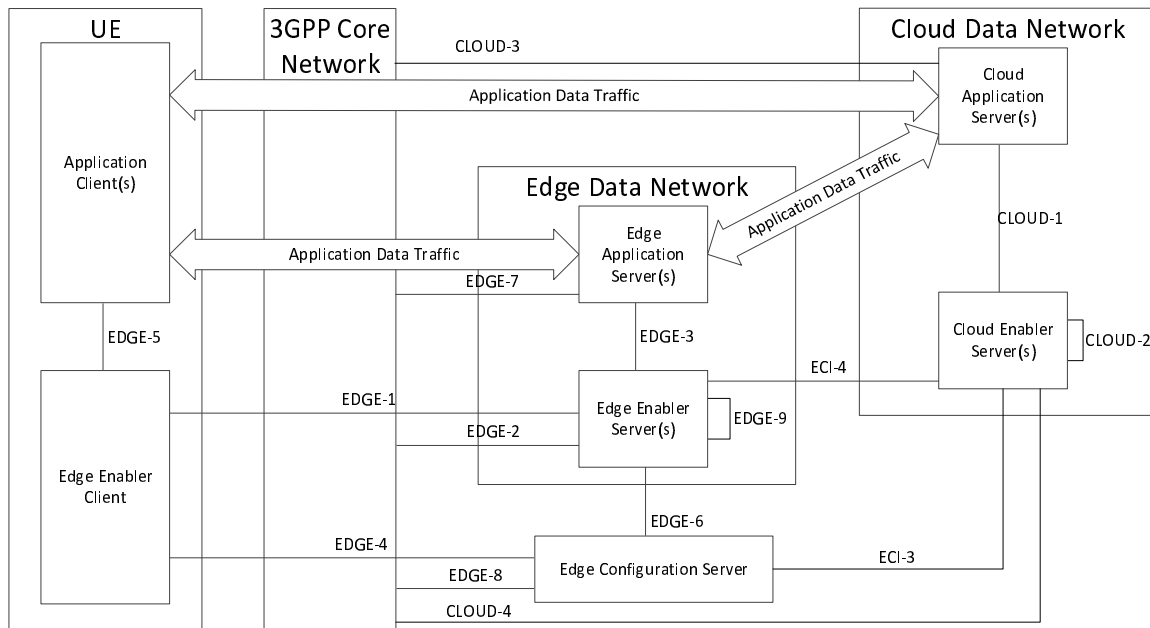 UE
3GPP Core
Network
Cloud Data Network
CLOUD-3
Cloud
Application
Server(s)
Application Data Traffic
Application
Client(s)
Application Data Traffic
Edge Data Network
CLOUD-1
Edge
Application
Server(s)
Application Data Traffic
EDGE-7
EDGE-5
EDGE-3
Cloud Enabler
Server(s)
CLOUD-2
ECI-4
EDGE-1
Edge Enabler
Server(s)
EDGE-9
EDGE-2
Edge Enabler
Client
EDGE-6
EDGE-4
Edge Configuration Server
ECI-3
EDGE-8
CLOUD-4